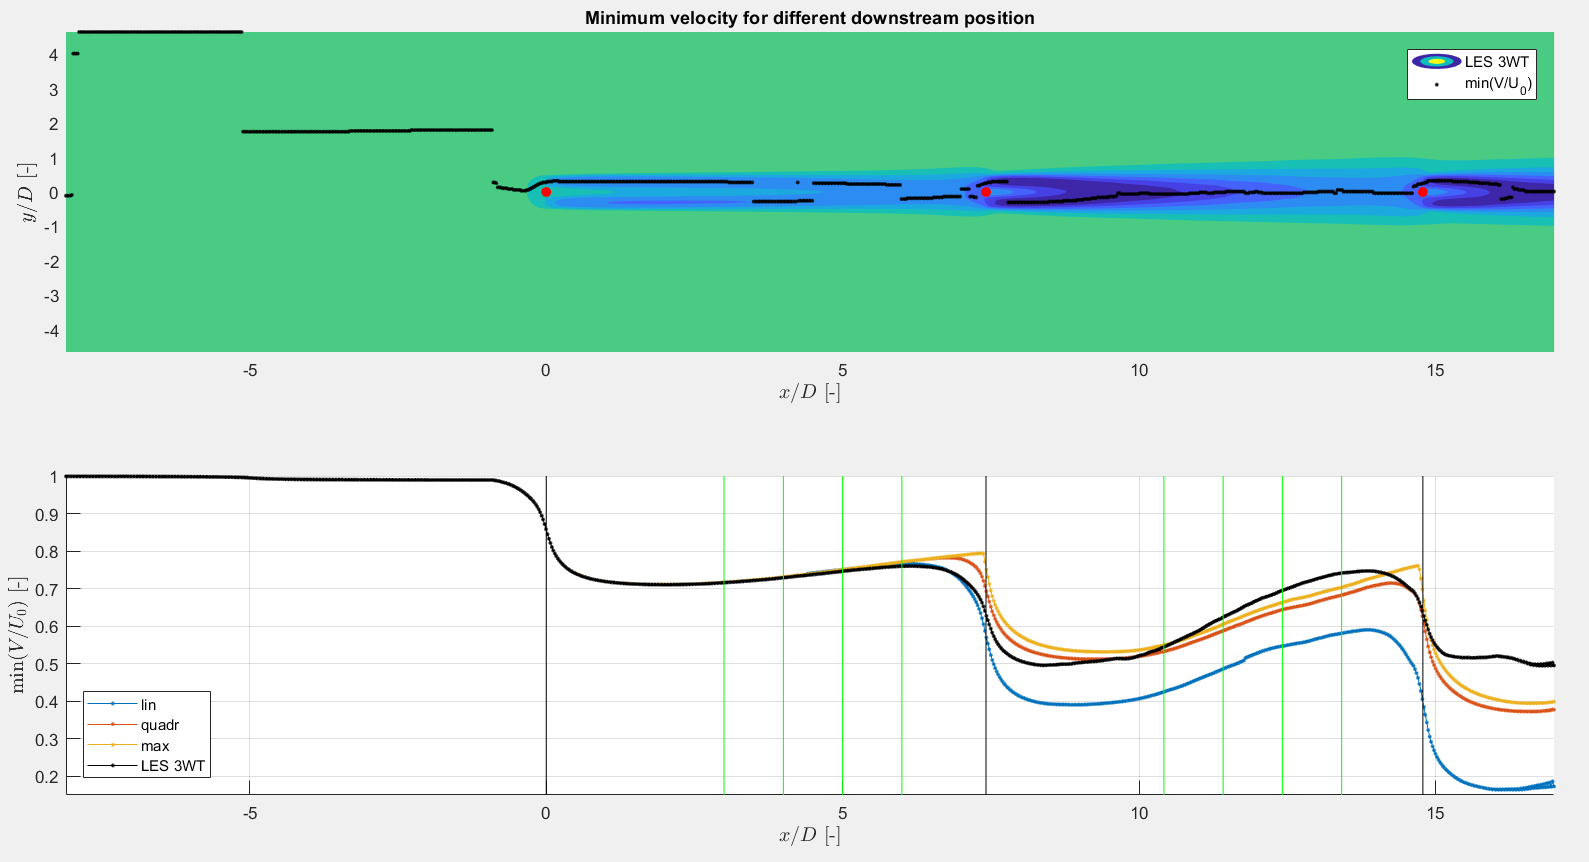 Minimum velocity for different downstream position
4
3
2
1
0
-1
-2
-3
-4
y/D [-]
LES 3WT
min(V/U₀)
-5 0 5 10 15
x/D [-]
1
0.9
0.8
0.7
0.6
0.5
0.4
0.3
0.2
min(V/U₀) [-]
lin
quadr
max
LES 3WT
-5 0 5 10 15
x/D [-]